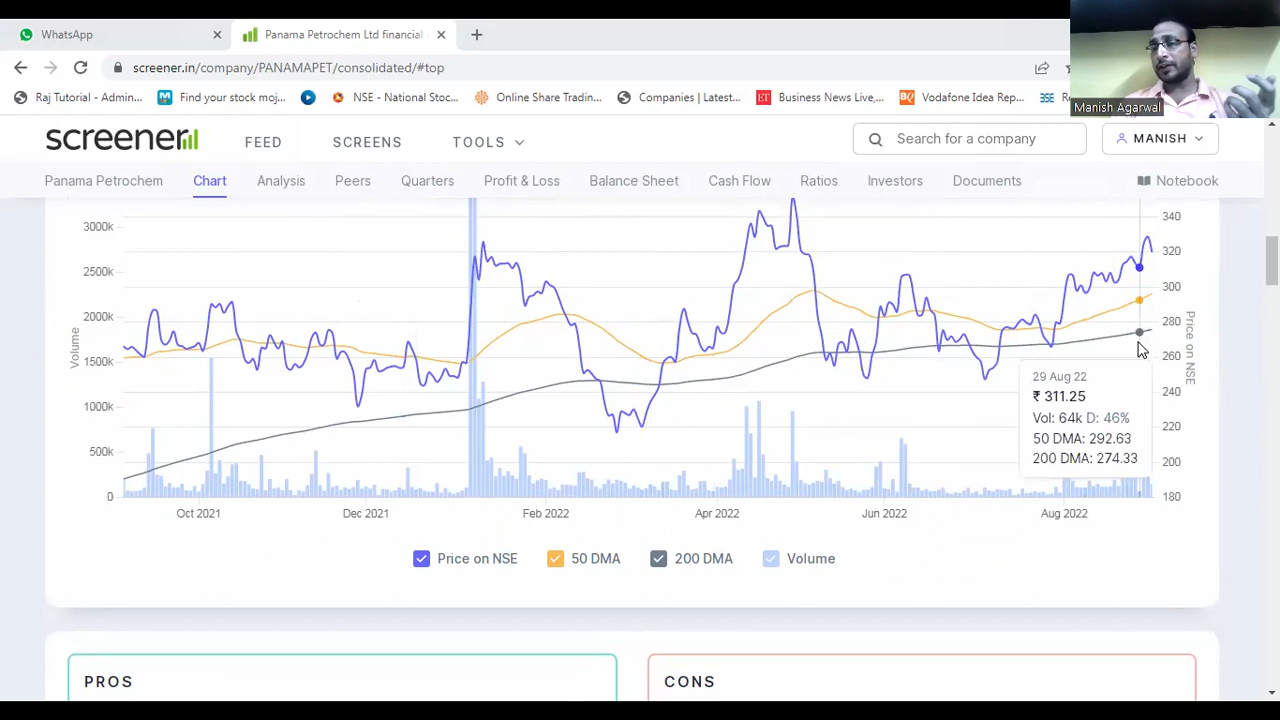 WhatsApp
Panama Petrochem Ltd financial
screener.in/company/PANAMAPET/consolidated/#top
Raj Tutorial - Admin... Find your stock moj... NSE - National Stoc... Online Share Tradin... Companies | Latest... ET Business News Live,... BQ Vodafone Idea Rep...
Manish Agarwal
screener FEED SCREENS TOOLS Search for a company MANISH
Panama Petrochem Chart Analysis Peers Quarters Profit & Loss Balance Sheet Cash Flow Ratios Investors Documents Notebook
3000k
2500k
2000k
1500k
1000k
500k
0
Volume
340
320
300
280
260
240
220
200
180
Price on NSE
29 Aug 22
₹ 311.25
Vol: 64k D: 46%
50 DMA: 292.63
200 DMA: 274.33
Oct 2021 Dec 2021 Feb 2022 Apr 2022 Jun 2022 Aug 2022
Price on NSE 50 DMA 200 DMA Volume
PROS
CONS